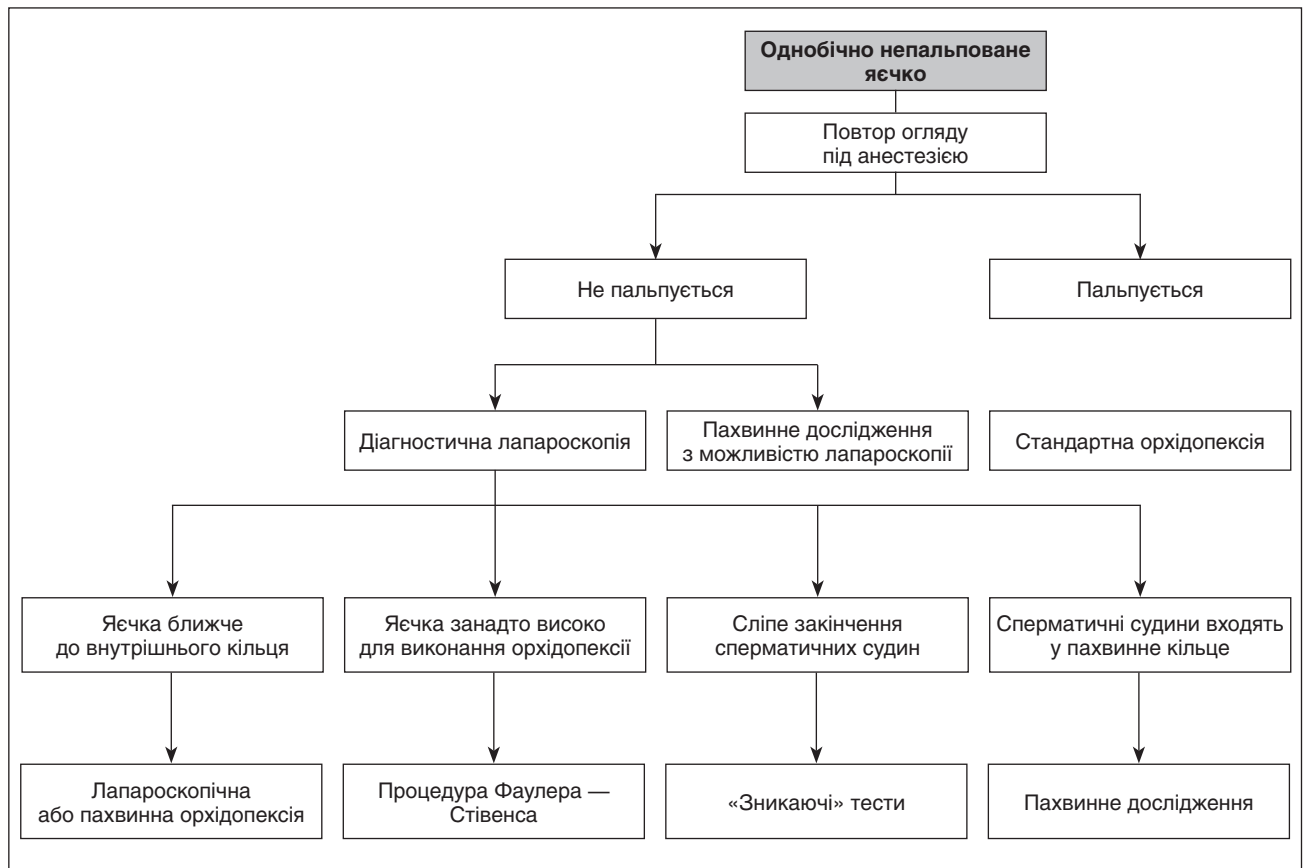 Однобічно непальповане
яєчко
Повтор огляду
під анестезією
Не пальпується
Пальпується
Діагностична лапароскопія
Пахвинне дослідження
з можливістю лапароскопії
Стандартна орхідопексія
Яєчка ближче
до внутрішнього кільця
Яєчка занадто високо
для виконання орхідопексії
Сліпе закінчення
сперматичних судин
Сперматичні судини входять
у пахвинне кільце
Лапароскопічна
або пахвинна орхідопексія
Процедура Фаулера —
Стівенса
«Зникаючі» тести
Пахвинне дослідження